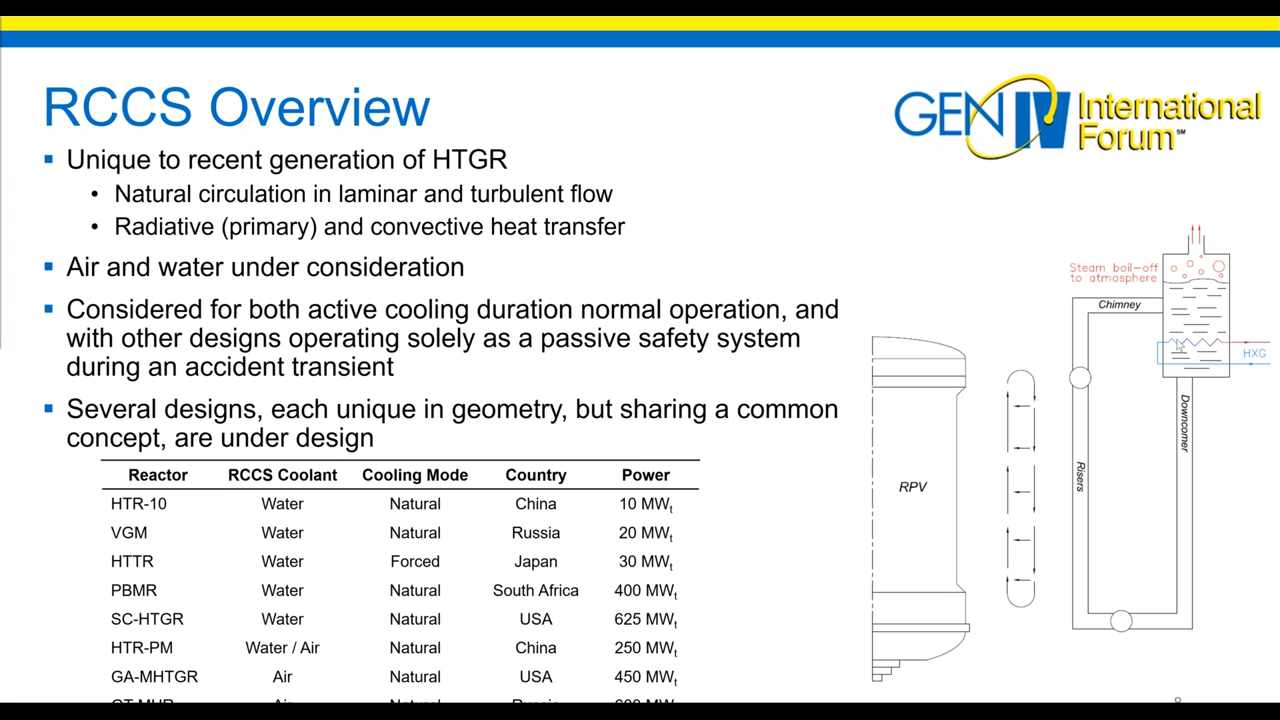 RCCS Overview
GEN IV International Forum℠
Unique to recent generation of HTGR
Natural circulation in laminar and turbulent flow
Radiative (primary) and convective heat transfer
Air and water under consideration
Considered for both active cooling duration normal operation, and
with other designs operating solely as a passive safety system
during an accident transient
Several designs, each unique in geometry, but sharing a common
concept, are under design
Reactor RCCS Coolant Cooling Mode Country Power
HTR-10 Water Natural China 10 MWt
VGM Water Natural Russia 20 MWt
HTTR Water Forced Japan 30 MWt
PBMR Water Natural South Africa 400 MWt
SC-HTGR Water Natural USA 625 MWt
HTR-PM Water / Air Natural China 250 MWt
GA-MHTGR Air Natural USA 450 MWt
Steam boil-off
to atmosphere
Chimney
HXG
Downcomer
Risers
RPV